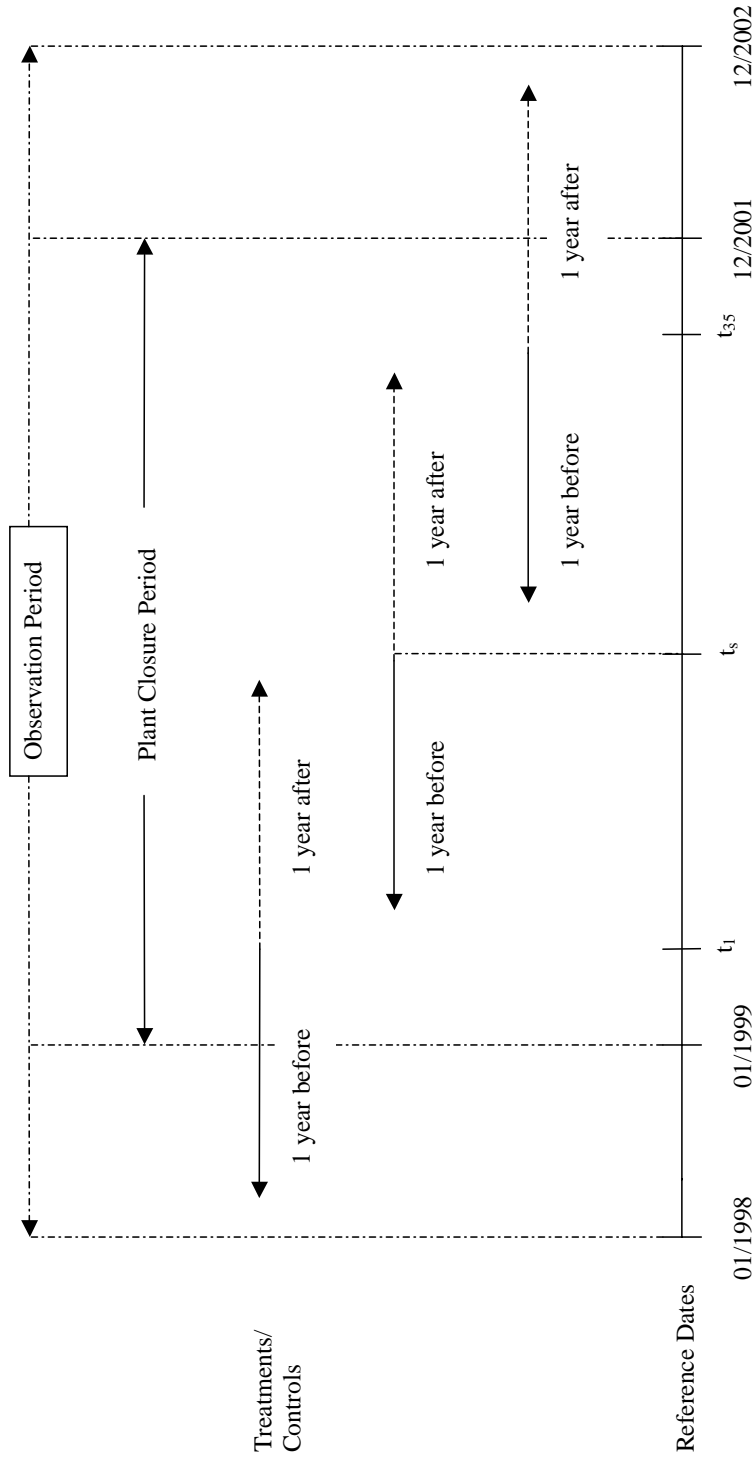 Observation Period
Plant Closure Period
Treatments/
Controls
1 year before
1 year after
1 year before
1 year after
1 year before
1 year after
Reference Dates
01/1998
01/1999
t₁
tₛ
t₃₅
12/2001
12/2002